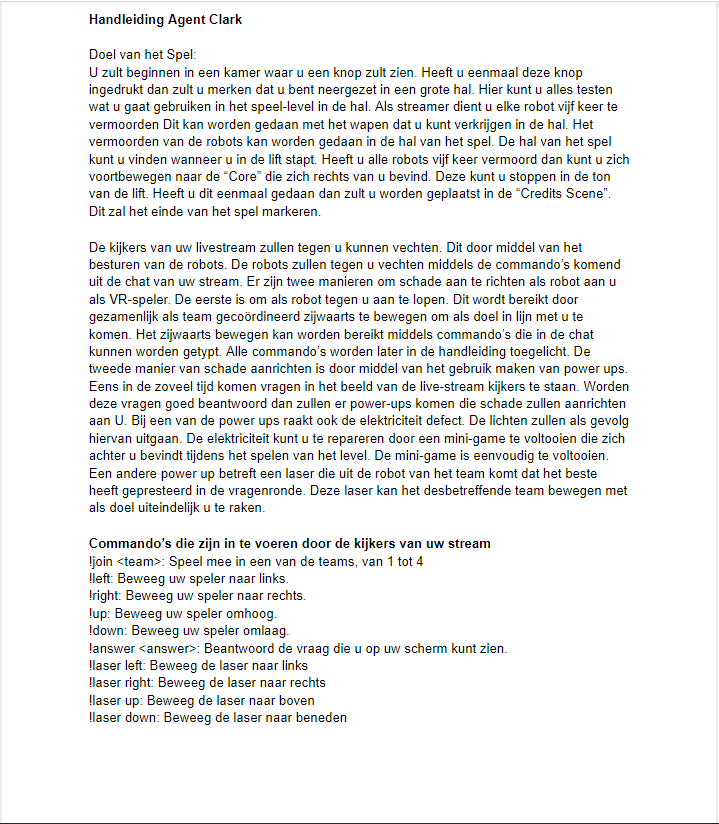 Handleiding Agent Clark
Doel van het Spel:
U zult beginnen in een kamer waar u een knop zult zien. Heeft u eenmaal deze knop
ingedrukt dan zult u merken dat u bent neergezet in een grote hal. Hier kunt u alles testen
wat u gaat gebruiken in het speel-level in de hal. Als streamer dient u elke robot vijf keer te
vermoorden Dit kan worden gedaan met het wapen dat u kunt verkrijgen in de hal. Het
vermoorden van de robots kan worden gedaan in de hal van het spel. De hal van het spel
kunt u vinden wanneer u in de lift stapt. Heeft u alle robots vijf keer vermoord dan kunt u zich
voortbewegen naar de “Core” die zich rechts van u bevind. Deze kunt u stoppen in de ton
van de lift. Heeft u dit eenmaal gedaan dan zult u worden geplaatst in de “Credits Scene”.
Dit zal het einde van het spel markeren.
De kijkers van uw livestream zullen tegen u kunnen vechten. Dit door middel van het
besturen van de robots. De robots zullen tegen u vechten middels de commando’s komend
uit de chat van uw stream. Er zijn twee manieren om schade aan te richten als robot aan u
als VR-speler. De eerste is om als robot tegen u aan te lopen. Dit wordt bereikt door
gezamenlijk als team gecoördineerd zijwaarts te bewegen om als doel in lijn met u te
komen. Het zijwaarts bewegen kan worden bereikt middels commando’s die in de chat
kunnen worden getypt. Alle commando’s worden later in de handleiding toegelicht. De
tweede manier van schade aanrichten is door middel van het gebruik maken van power ups.
Eens in de zoveel tijd komen vragen in het beeld van de live-stream kijkers te staan. Worden
deze vragen goed beantwoord dan zullen er power-ups komen die schade zullen aanrichten
aan U. Bij een van de power ups raakt ook de elektriciteit defect. De lichten zullen als gevolg
hiervan uitgaan. De elektriciteit kunt u te repareren door een mini-game te voltooien die zich
achter u bevindt tijdens het spelen van het level. De mini-game is eenvoudig te voltooien.
Een andere power up betreft een laser die uit de robot van het team komt dat het beste
heeft gepresteerd in de vragenronde. Deze laser kan het desbetreffende team bewegen met
als doel uiteindelijk u te raken.
Commando's die zijn in te voeren door de kijkers van uw stream
!join <team>: Speel mee in een van de teams, van 1 tot 4
!left: Beweeg uw speler naar links.
!right: Beweeg uw speler naar rechts.
!up: Beweeg uw speler omhoog.
!down: Beweeg uw speler omlaag.
!answer <answer>: Beantwoord de vraag die u op uw scherm kunt zien.
!laser left: Beweeg de laser naar links
!laser right: Beweeg de laser naar rechts
!laser up: Beweeg de laser naar boven
!laser down: Beweeg de laser naar beneden